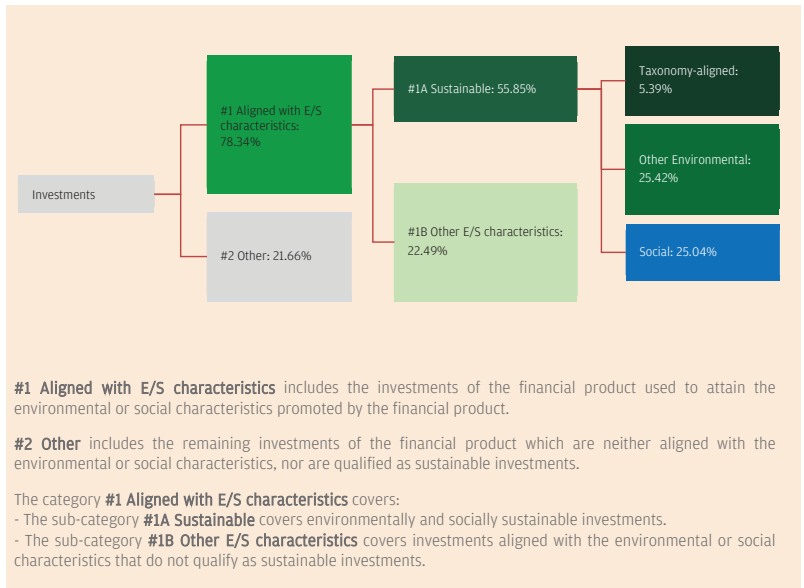 Investments
#1 Aligned with E/S
characteristics:
78.34%
#2 Other: 21.66%
#1A Sustainable: 55.85%
#1B Other E/S characteristics:
22.49%
Taxonomy-aligned:
5.39%
Other Environmental:
25.42%
Social: 25.04%
#1 Aligned with E/S characteristics includes the investments of the financial product used to attain the
environmental or social characteristics promoted by the financial product.
#2 Other includes the remaining investments of the financial product which are neither aligned with the
environmental or social characteristics, nor are qualified as sustainable investments.
The category #1 Aligned with E/S characteristics covers:
- The sub-category #1A Sustainable covers environmentally and socially sustainable investments.
- The sub-category #1B Other E/S characteristics covers investments aligned with the environmental or social
characteristics that do not qualify as sustainable investments.